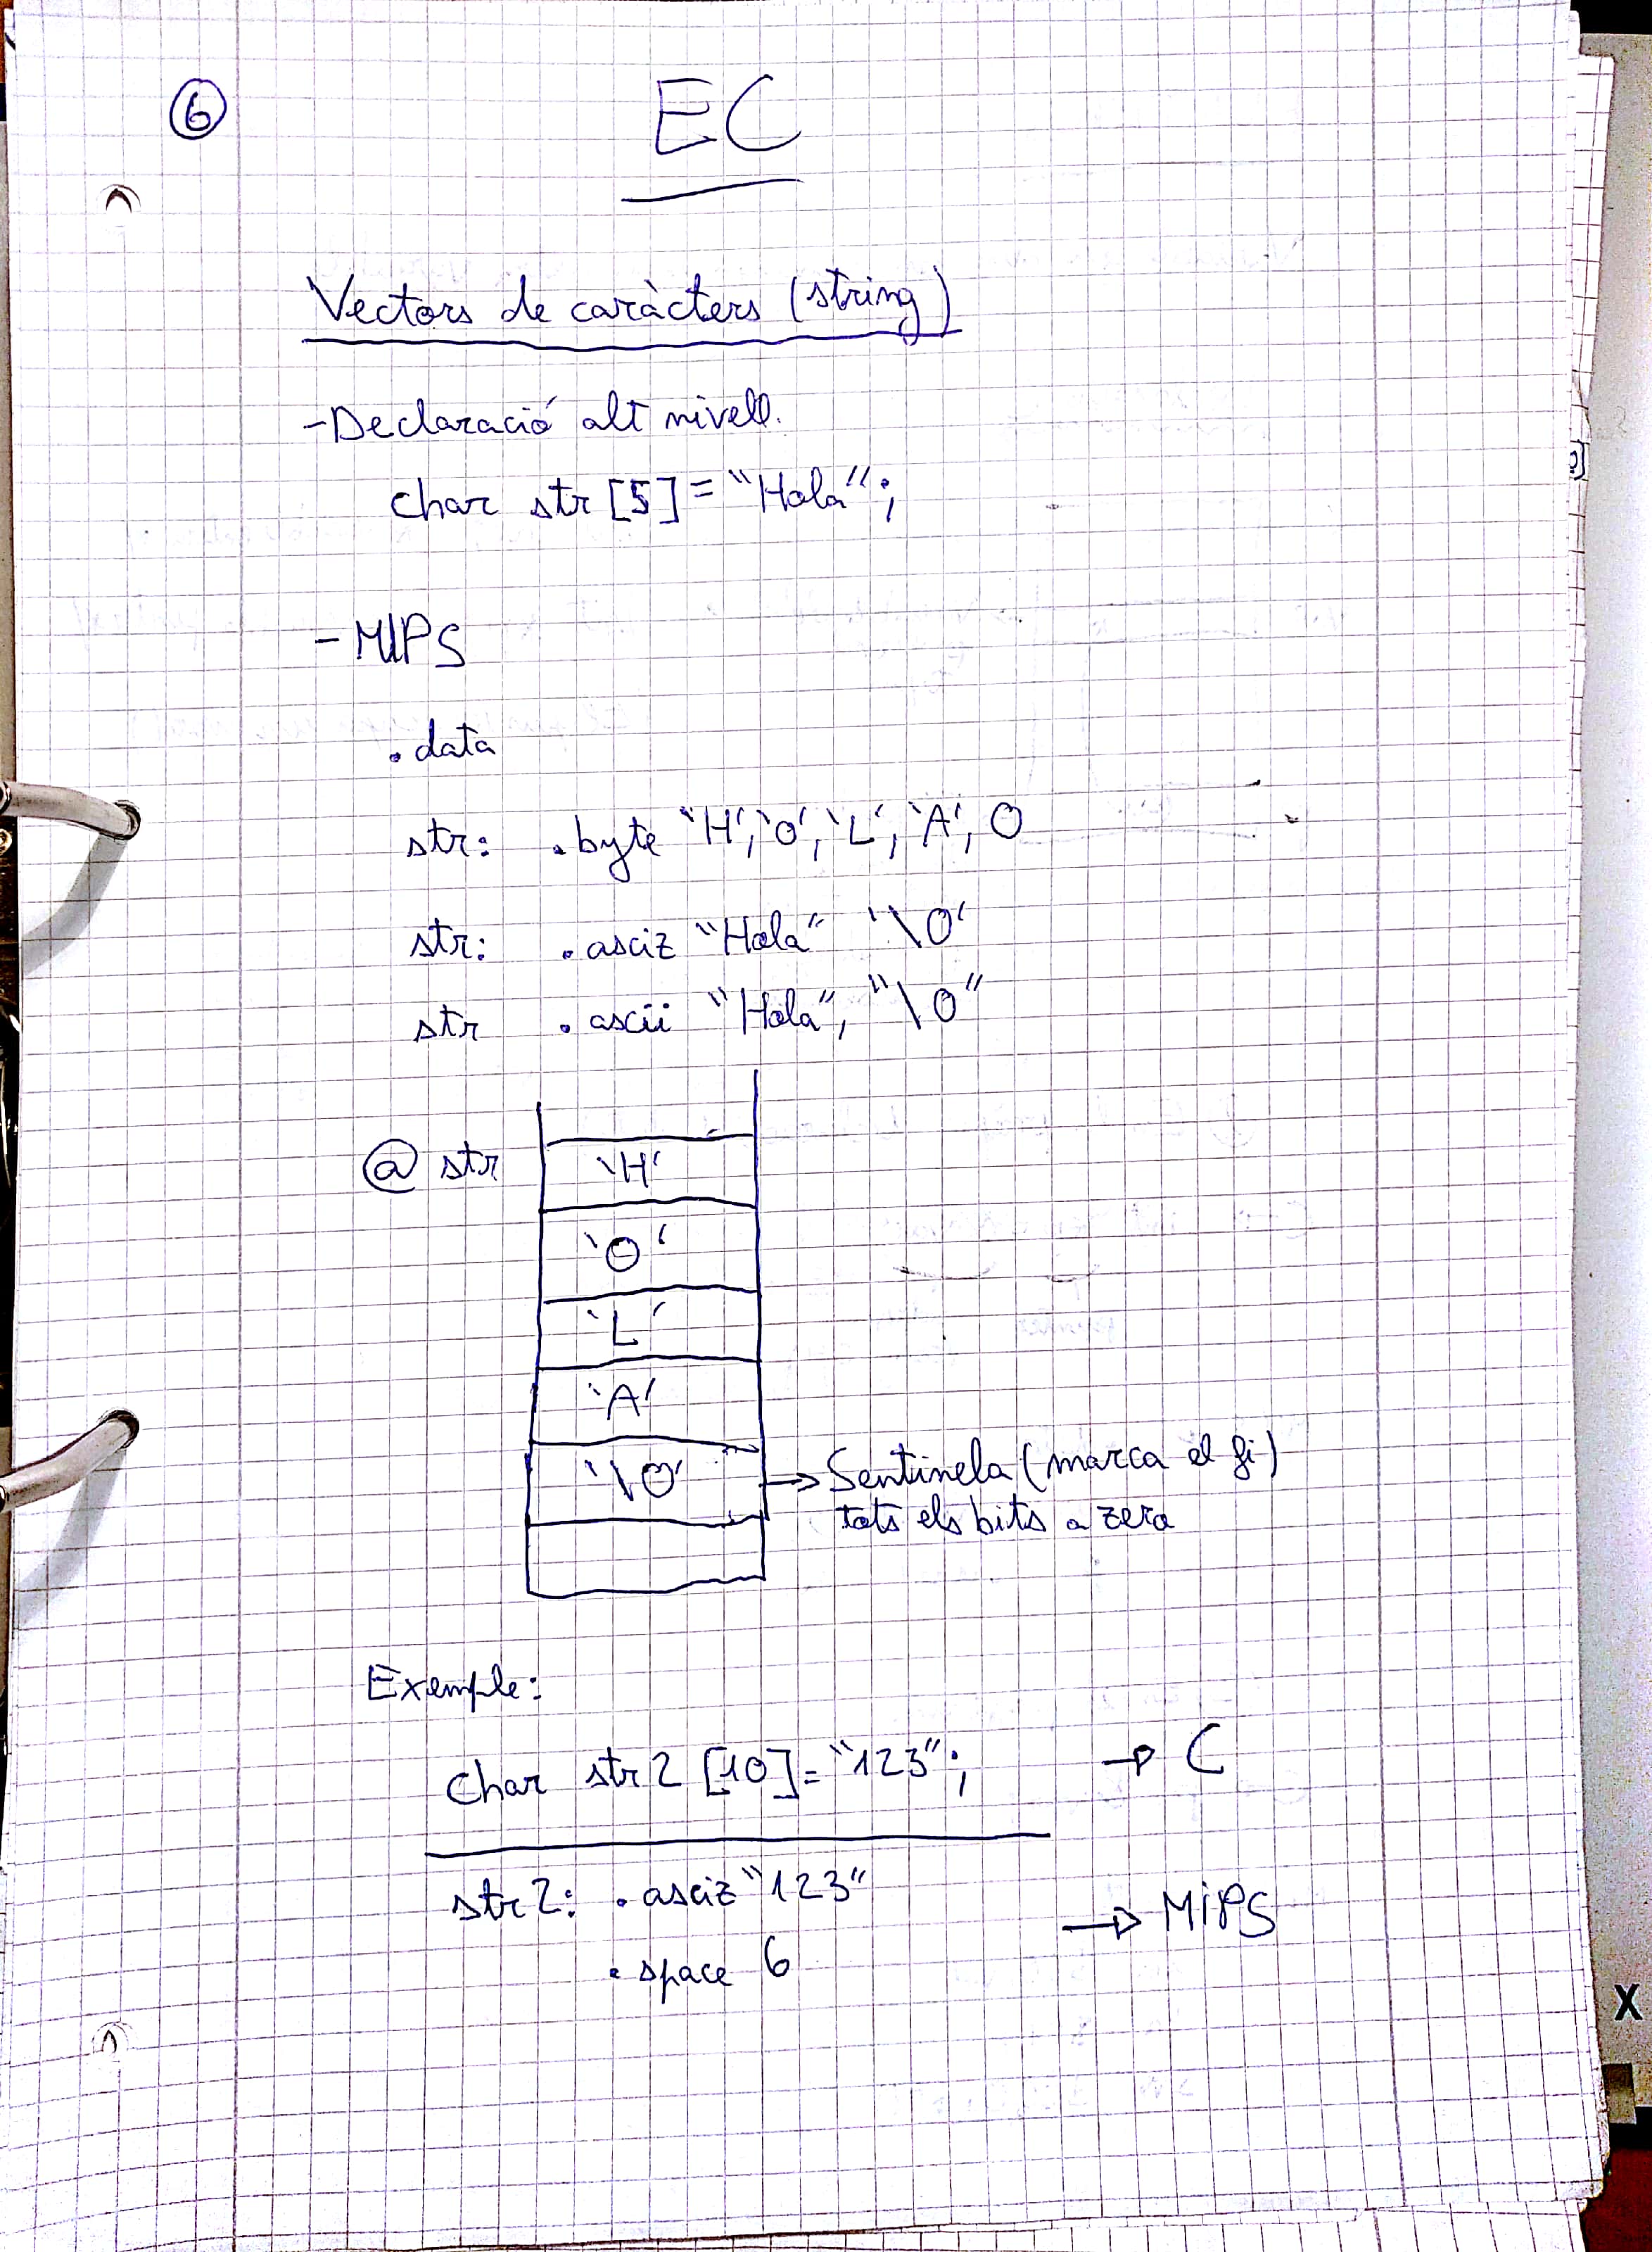 6
EC
Vectors de caràcters (string)
-Declaració alt nivell.
char str [5] = "Hola";
- MIPS
.data
str: .byte 'H', 'O', 'L', 'A', 0
str: .asciz "Hola" '\0'
str .ascii "Hola", "\0"
@ str 'H'
'O'
'L'
'A'
'\0' → Sentinela (marca el fi)
tots els bits a zero
Exemple:
char str2 [10] = "123"; → C
str2: .asciz "123"
→ MiPS
.space 6
X